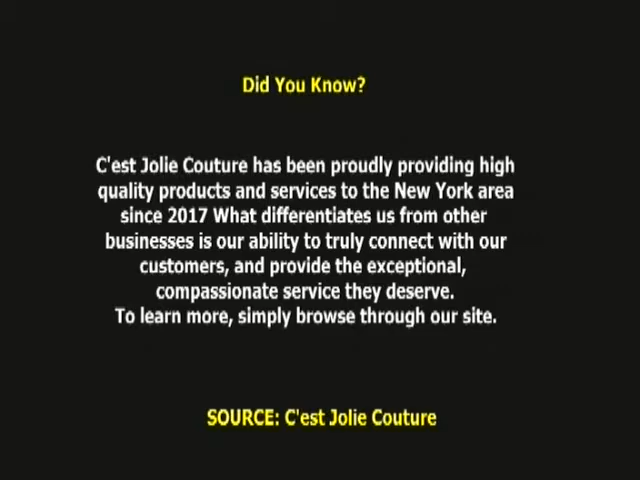 Did You Know?
C'est Jolie Couture has been proudly providing high
quality products and services to the New York area
since 2017 What differentiates us from other
businesses is our ability to truly connect with our
customers, and provide the exceptional,
compassionate service they deserve.
To learn more, simply browse through our site.
SOURCE: C'est Jolie Couture